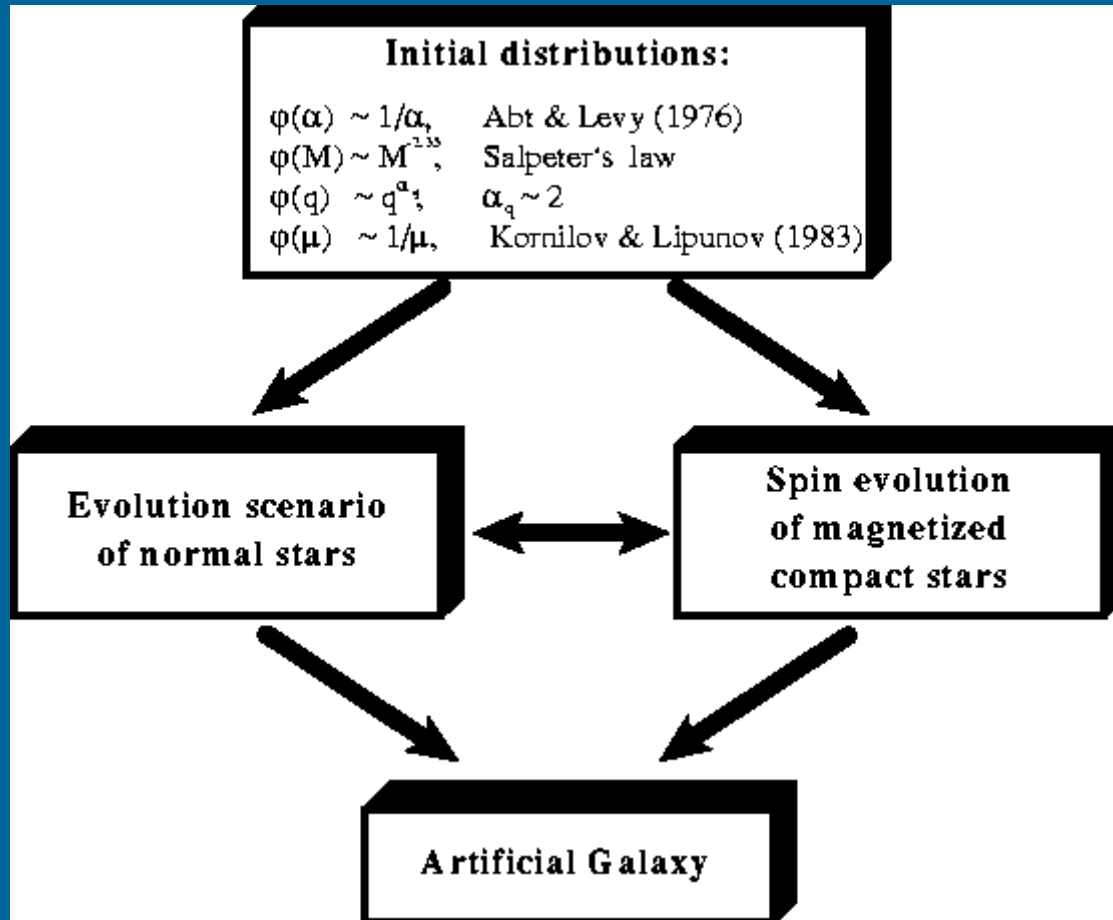 Initial distributions:
φ(α) ~ 1/α, Abt & Levy (1976)
φ(M) ~ M^-2.35, Salpeter's law
φ(q) ~ q^αq, α_q ~ 2
φ(μ) ~ 1/μ, Kornilov & Lipunov (1983)
Evolution scenario
of normal stars
Spin evolution
of magnetized
compact stars
Artificial Galaxy